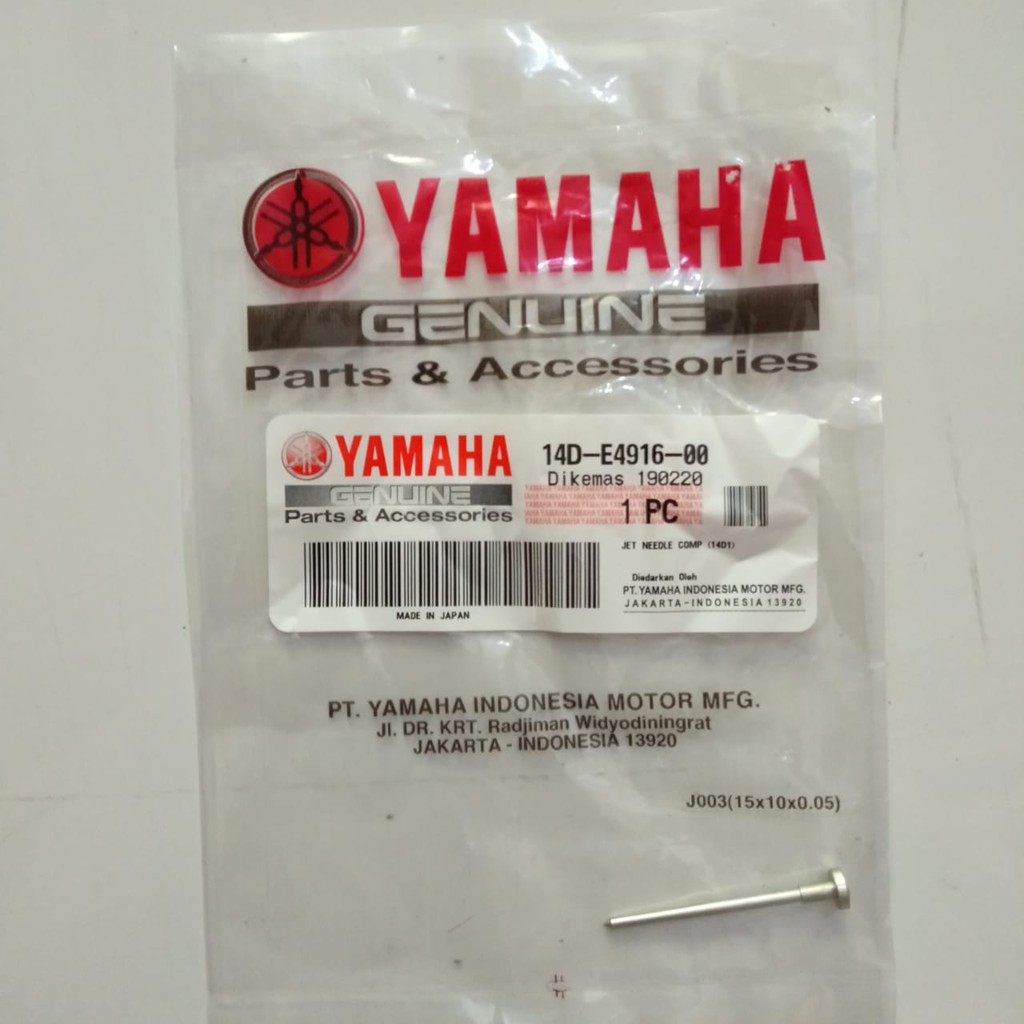 YAMAHA
GENUINE
Parts & Accessories
YAMAHA
GENUINE
Parts & Accessories
14D-E4916-00
Dikemas 190220
1 PC
JET NEEDLE COMP (14D1)
Diedarkan Oleh
PT. YAMAHA INDONESIA MOTOR MFG.
JAKARTA-INDONESIA 13920
MADE IN JAPAN
PT. YAMAHA INDONESIA MOTOR MFG.
Jl. DR. KRT. Radjiman Widyodiningrat
JAKARTA - INDONESIA 13920
J003(15x10x0.05)